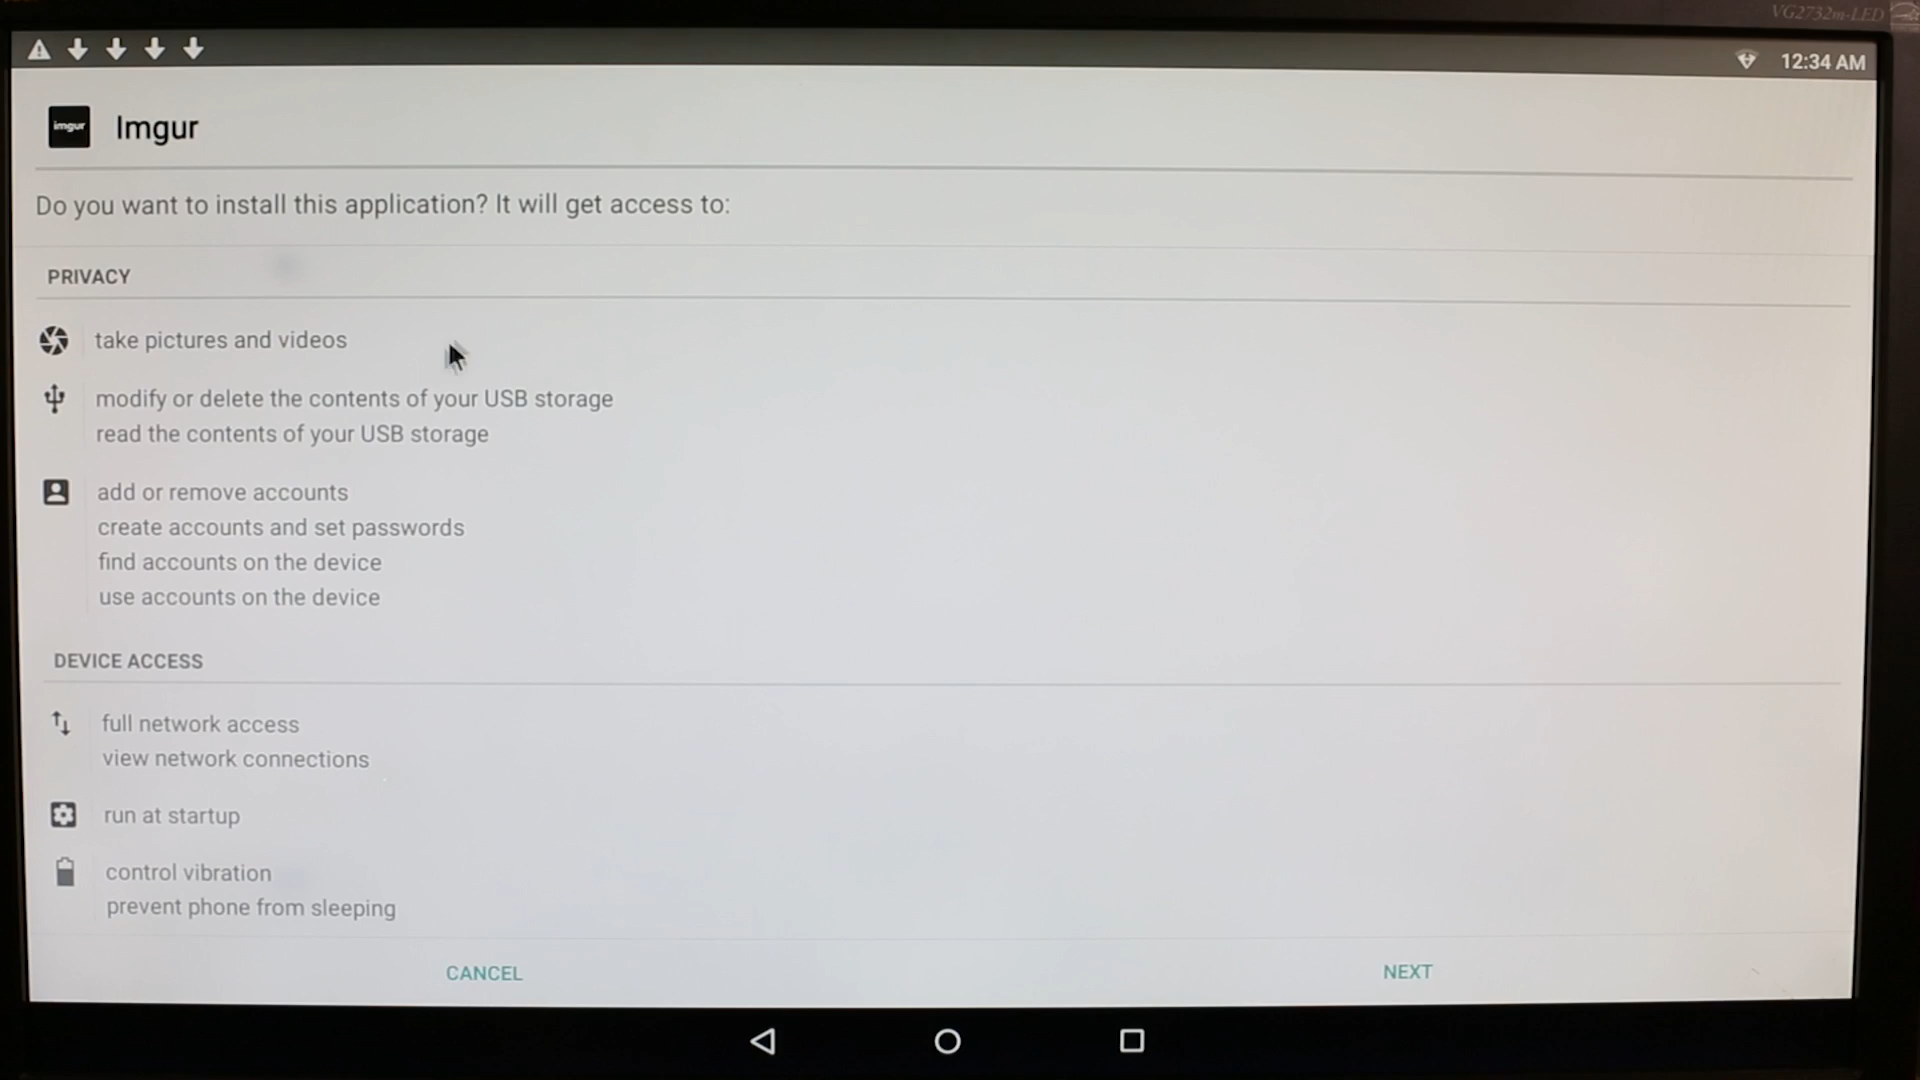 VG2732m-LED
12:34 AM
imgur
Imgur
Do you want to install this application? It will get access to:
PRIVACY
take pictures and videos
modify or delete the contents of your USB storage
read the contents of your USB storage
add or remove accounts
create accounts and set passwords
find accounts on the device
use accounts on the device
DEVICE ACCESS
full network access
view network connections
run at startup
control vibration
prevent phone from sleeping
CANCEL
NEXT